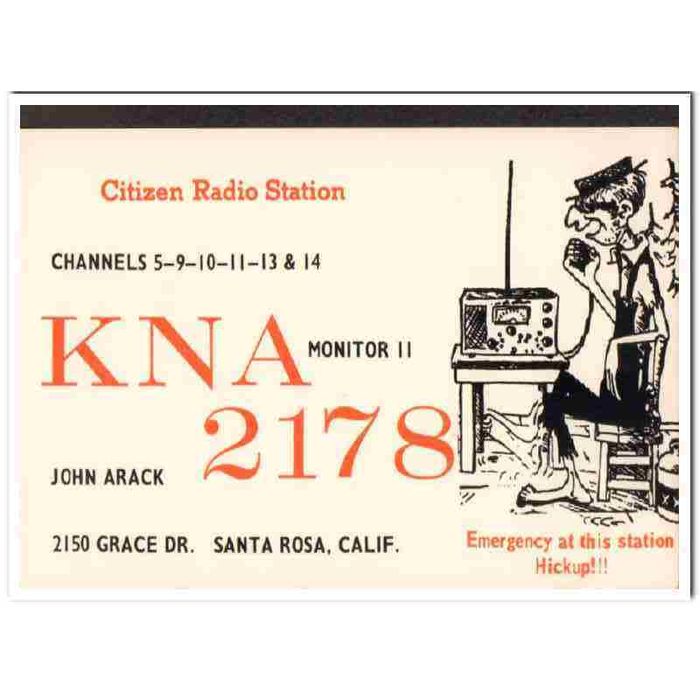 Citizen Radio Station
CHANNELS 5–9–10–11–13 & 14
KNA
MONITOR 11
2178
JOHN ARACK
2150 GRACE DR. SANTA ROSA, CALIF.
Emergency at this station
Hickup!!!